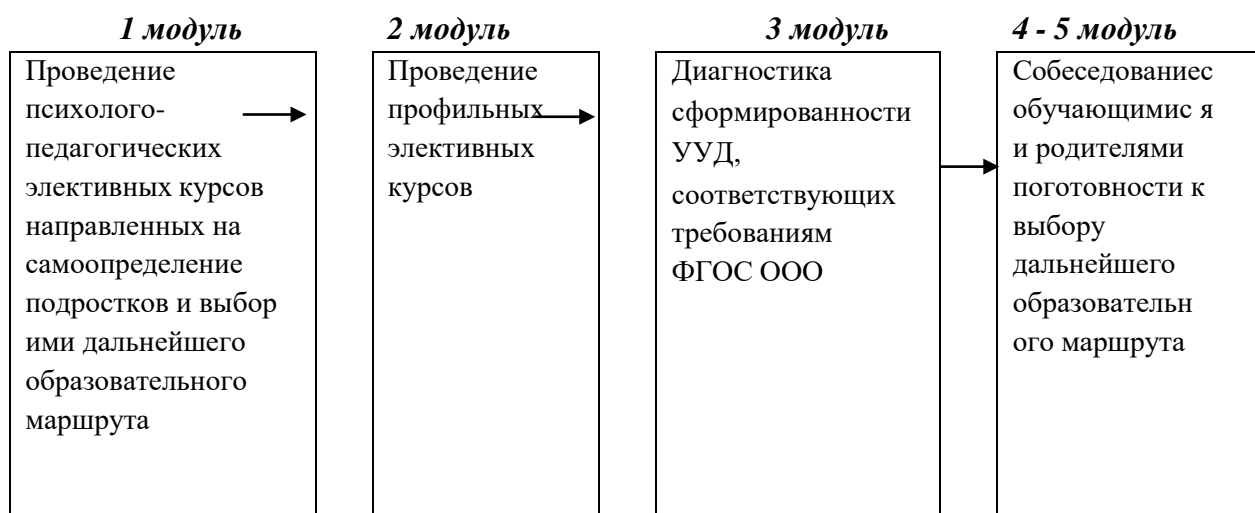 1 модуль
Проведение
психолого-
педагогических
элективных курсов
направленных на
самоопределение
подростков и выбор
ими дальнейшего
образовательного
маршрута
2 модуль
Проведение
профильных
элективных
курсов
3 модуль
Диагностика
сформированности
УУД,
соответствующих
требованиям
ФГОС ООО
4 - 5 модуль
Собеседованиес
обучающимис я
и родителями
поготовности к
выбору
дальнейшего
образовательн
ого маршрута